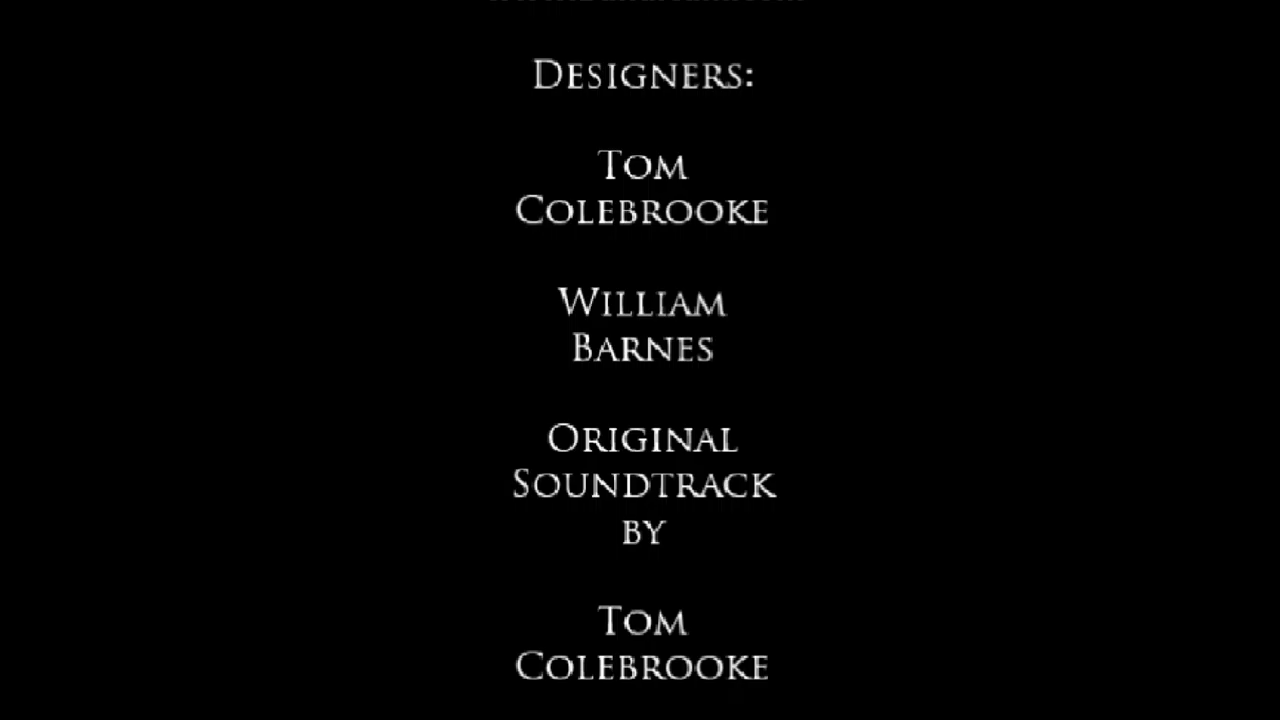 Designers:
Tom
Colebrooke
William
Barnes
Original
Soundtrack
by
Tom
Colebrooke